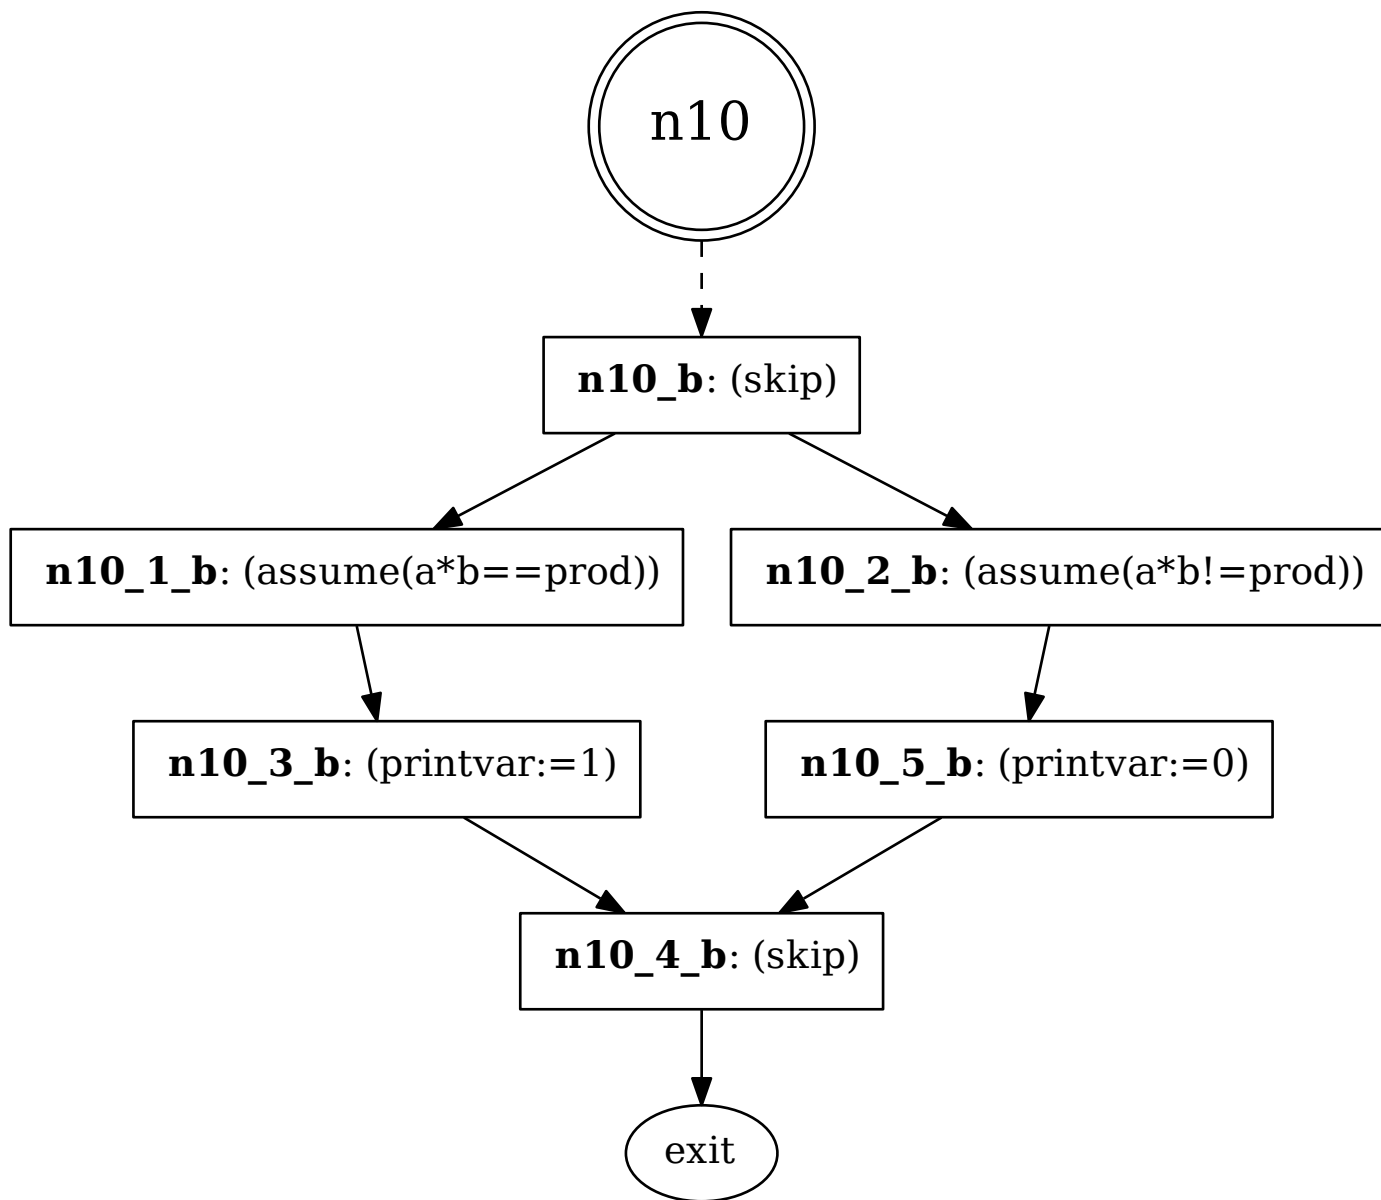 n10
n10_b: (skip)
n10_1_b: (assume(a*b==prod))
n10_2_b: (assume(a*b!=prod))
n10_3_b: (printvar:=1)
n10_5_b: (printvar:=0)
n10_4_b: (skip)
exit